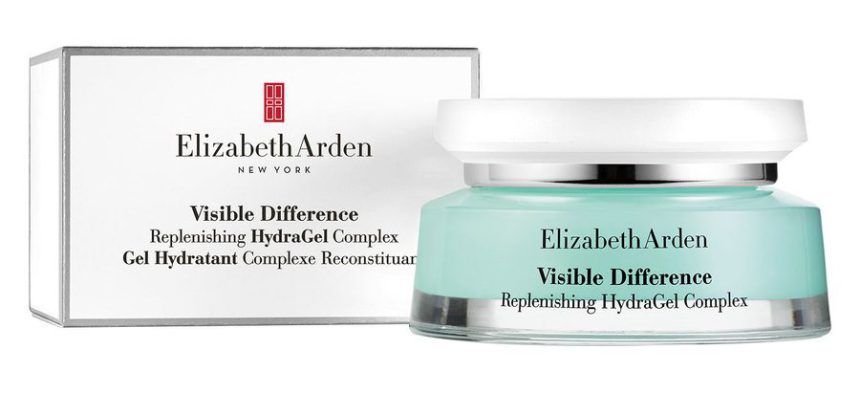 ElizabethArden
NEW YORK
Visible Difference
Replenishing HydraGel Complex
Gel Hydratant Complexe Reconstituan
ElizabethArden
Visible Difference
Replenishing HydraGel Complex